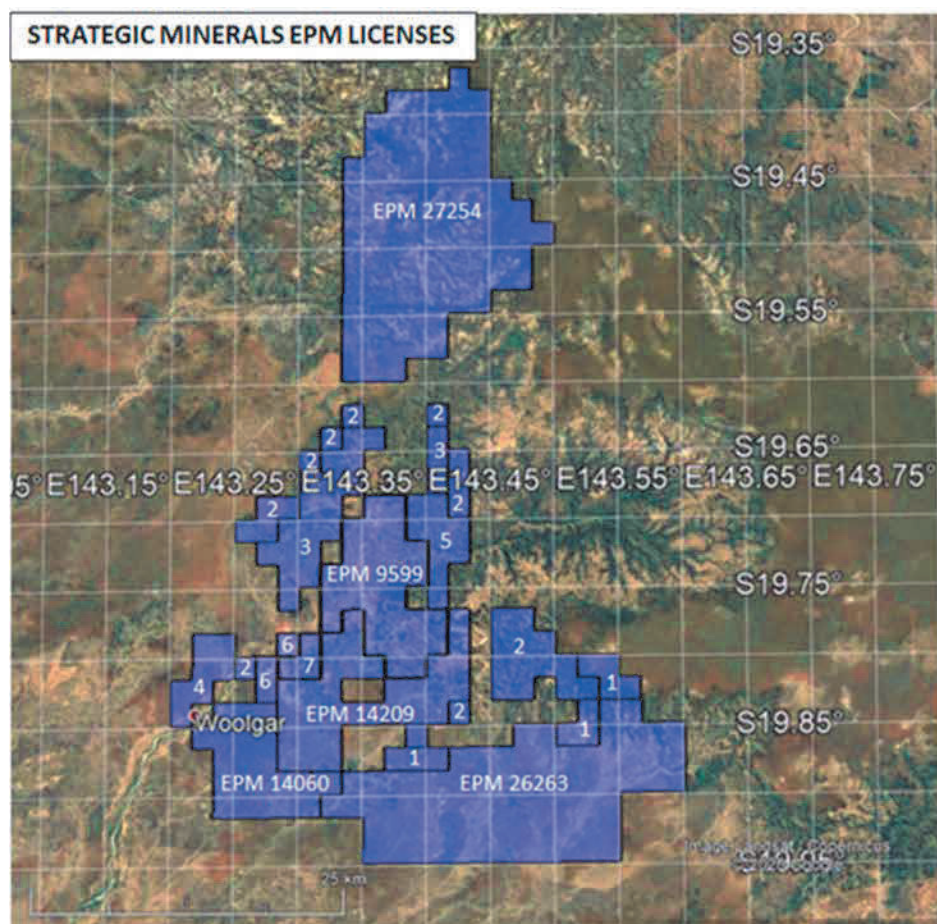 STRATEGIC MINERALS EPM LICENSES
S19.35°
S19.45°
EPM 27254
S19.55°
2
2
2
2
3
S19.65°
E143.15° E143.25° E143.35° E143.45° E143.55° E143.65° E143.75°
2
2
3
5
EPM 9599
S19.75°
6
2
2
7
6
4
1
EPM 14209
2
Woolgar
S19.85°
1
1
EPM 14060
EPM 26263
25 km